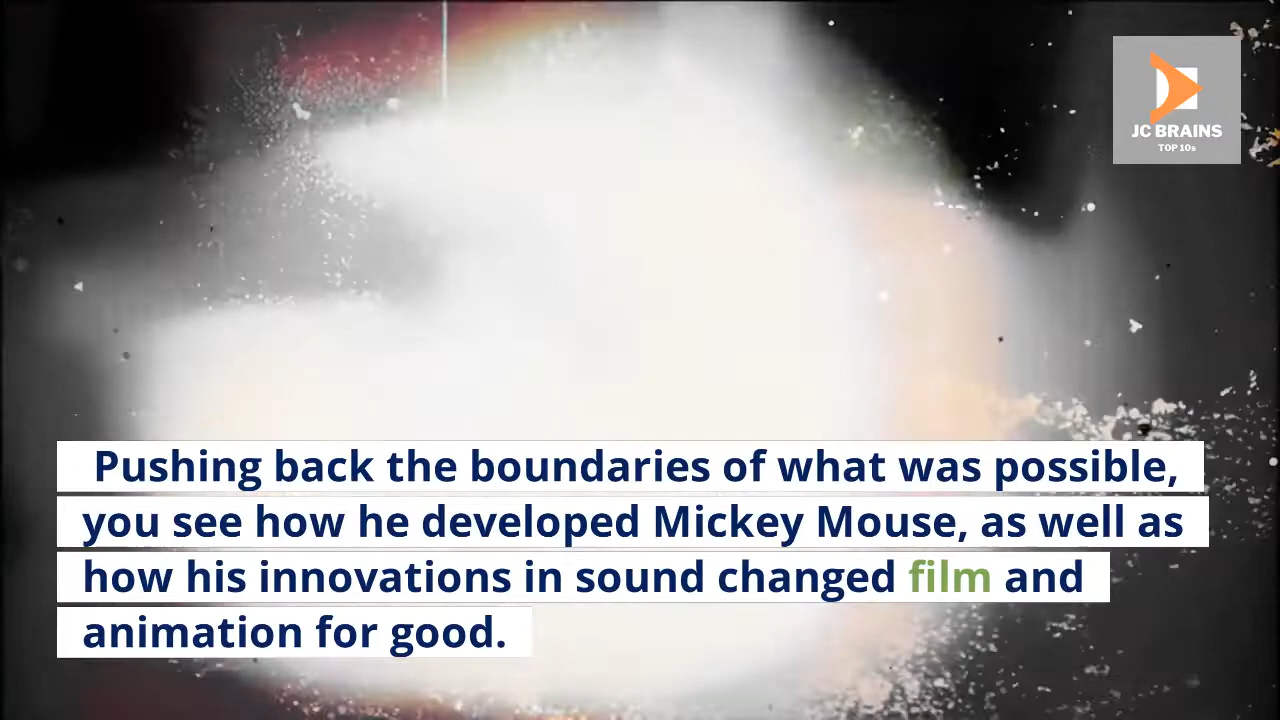 JC BRAINS
TOP 10s
Pushing back the boundaries of what was possible,
you see how he developed Mickey Mouse, as well as
how his innovations in sound changed film and
animation for good.